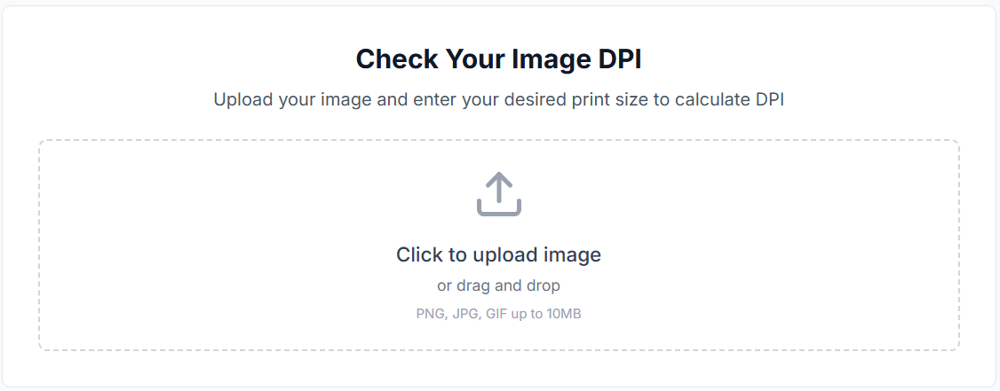 Check Your Image DPI
Upload your image and enter your desired print size to calculate DPI
Click to upload image
or drag and drop
PNG, JPG, GIF up to 10MB